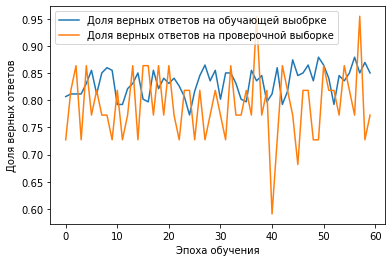 Доля верных ответов на обучающей выобрке
Доля верных ответов на проверочной выборке
Доля верных ответов
0.95
0.90
0.85
0.80
0.75
0.70
0.65
0.60
0 10 20 30 40 50 60
Эпоха обучения